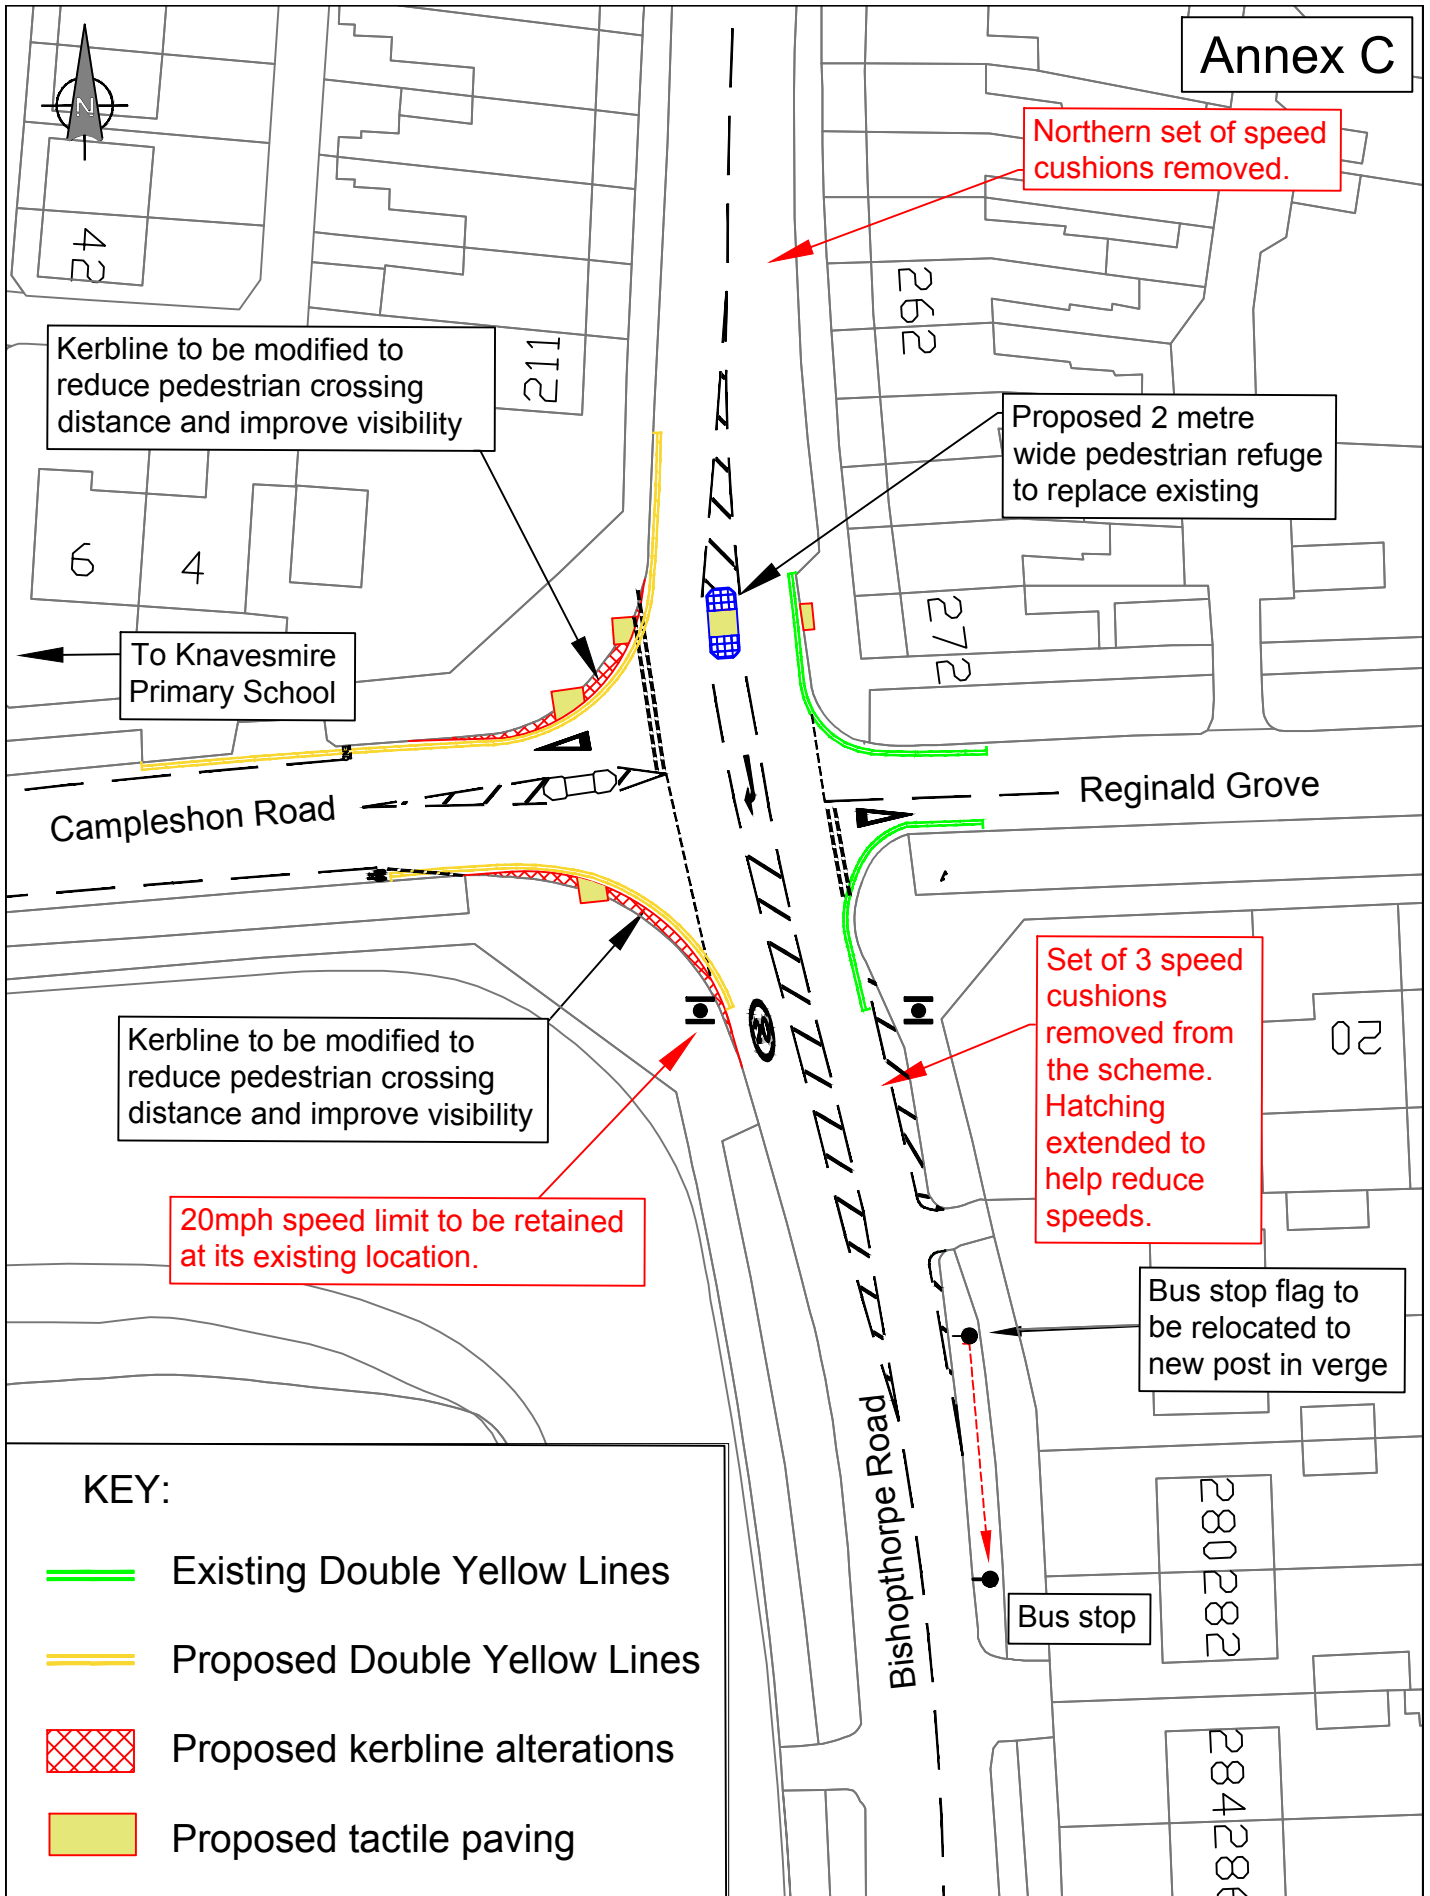 Annex C
N
Northern set of speed
cushions removed.
42
262
211
Kerbline to be modified to
reduce pedestrian crossing
distance and improve visibility
Proposed 2 metre
wide pedestrian refuge
to replace existing
6
4
272
To Knavesmire
Primary School
Campleshon Road
Reginald Grove
Set of 3 speed
cushions
removed from
the scheme.
Hatching
extended to
help reduce
speeds.
20
20
Kerbline to be modified to
reduce pedestrian crossing
distance and improve visibility
20mph speed limit to be retained
at its existing location.
Bus stop flag to
be relocated to
new post in verge
Bishopthorpe Road
Bus stop
280
282
284
KEY:
Existing Double Yellow Lines
Proposed Double Yellow Lines
Proposed kerbline alterations
Proposed tactile paving